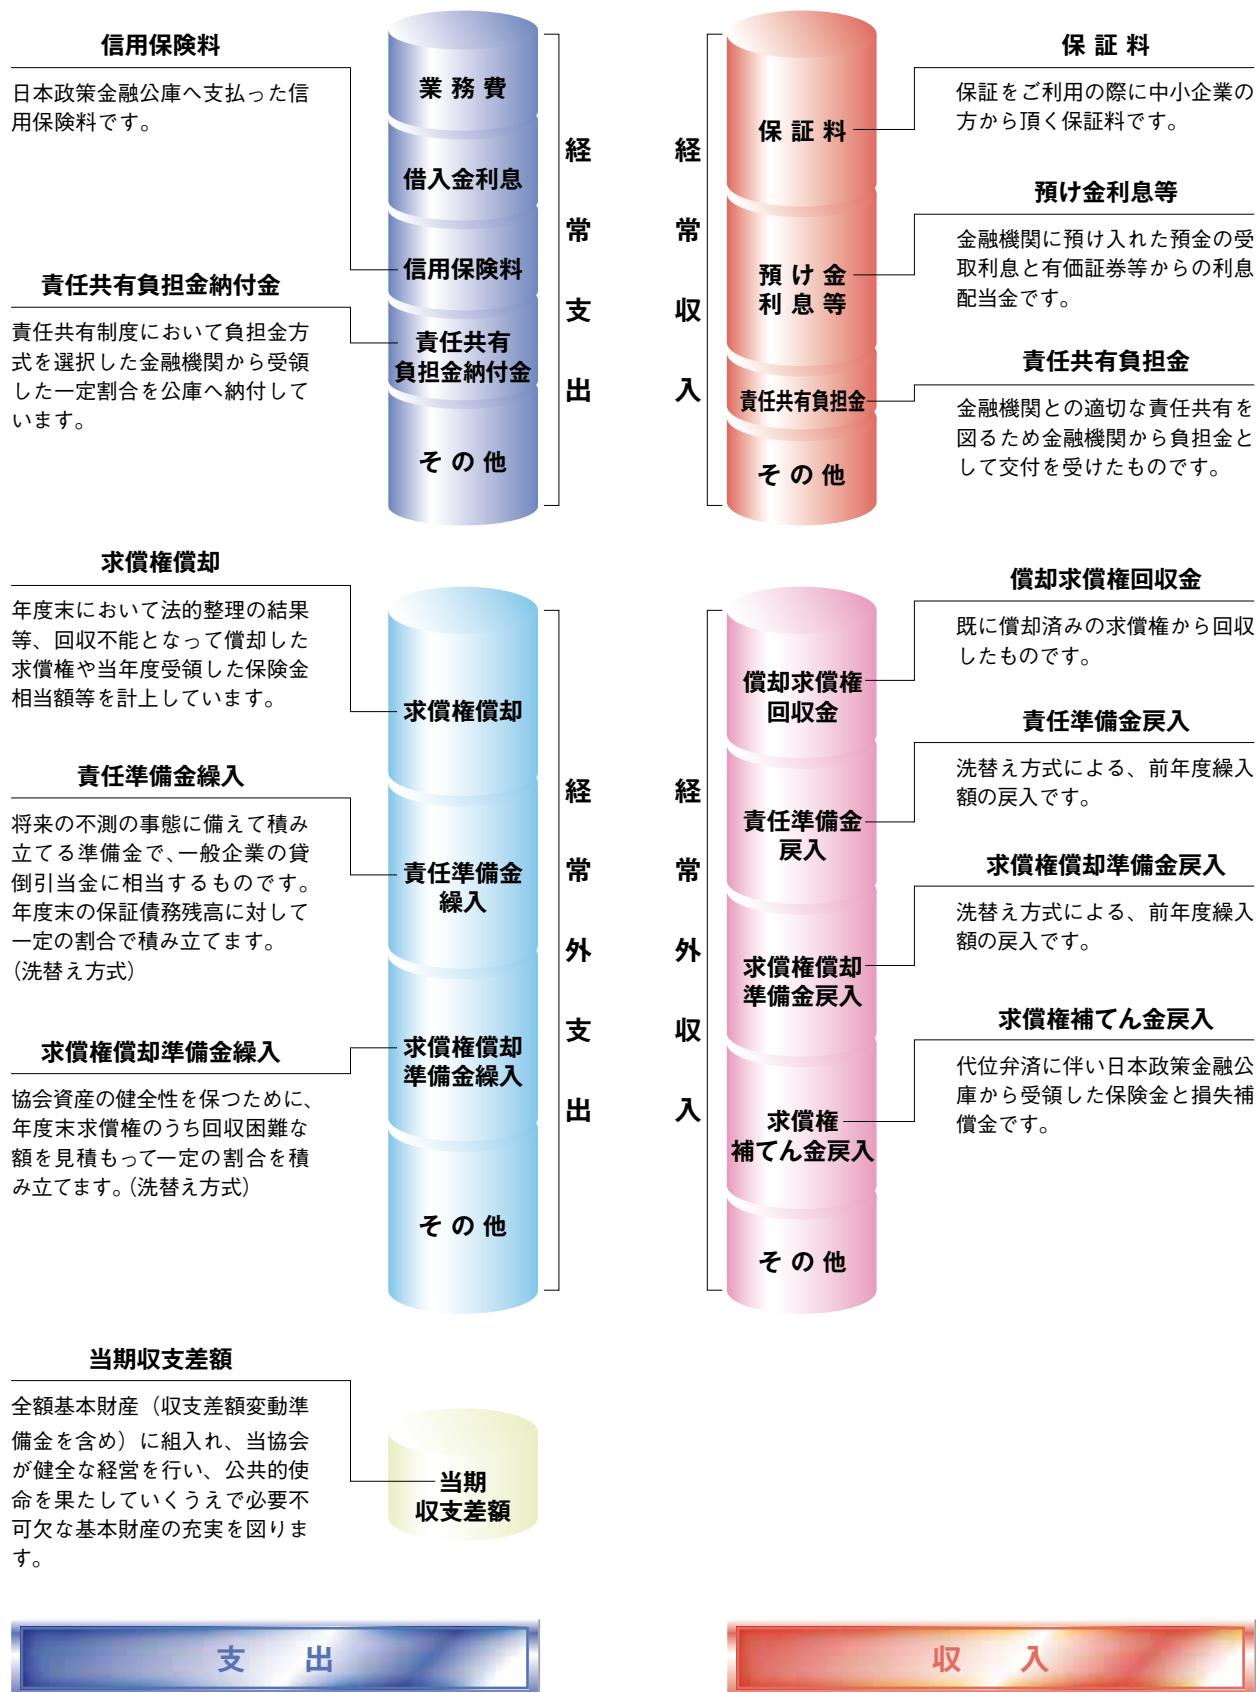 信用保険料
日本政策金融公庫へ支払った信
用保険料です。
責任共有負担金納付金
責任共有制度において負担金方
式を選択した金融機関から受領
した一定割合を公庫へ納付して
います。
業務費
借入金利息
信用保険料
責任共有
負担金納付金
その他
経常支出
経常収入
保証料
預け金
利息等
責任共有負担金
その他
保証料
保証をご利用の際に中小企業の
方から頂く保証料です。
預け金利息等
金融機関に預け入れた預金の受
取利息と有価証券等からの利息
配当金です。
責任共有負担金
金融機関との適切な責任共有を
図るため金融機関から負担金と
して交付を受けたものです。
求償権償却
年度末において法的整理の結果
等、回収不能となって償却した
求償権や当年度受領した保険金
相当額等を計上しています。
責任準備金繰入
将来の不測の事態に備えて積み
立てる準備金で、一般企業の貸
倒引当金に相当するものです。
年度末の保証債務残高に対して
一定の割合で積み立てます。
(洗替え方式)
求償権償却準備金繰入
協会資産の健全性を保つために、
年度末求償権のうち回収困難な
額を見積もって一定の割合を積
み立てます。(洗替え方式)
求償権償却
責任準備金
繰入
求償権償却
準備金繰入
その他
経常外支出
経常外収入
償却求償権
回収金
責任準備金
戻入
求償権償却
準備金戻入
求償権
補てん金戻入
その他
償却求償権回収金
既に償却済みの求償権から回収
したものです。
責任準備金戻入
洗替え方式による、前年度繰入
額の戻入です。
求償権償却準備金戻入
洗替え方式による、前年度繰入
額の戻入です。
求償権補てん金戻入
代位弁済に伴い日本政策金融公
庫から受領した保険金と損失補
償金です。
当期収支差額
全額基本財産（収支差額変動準
備金を含め）に組入れ、当協会
が健全な経営を行い、公共的使
命を果たしていくうえで必要不
可欠な基本財産の充実を図りま
す。
当期
収支差額
支出
収入